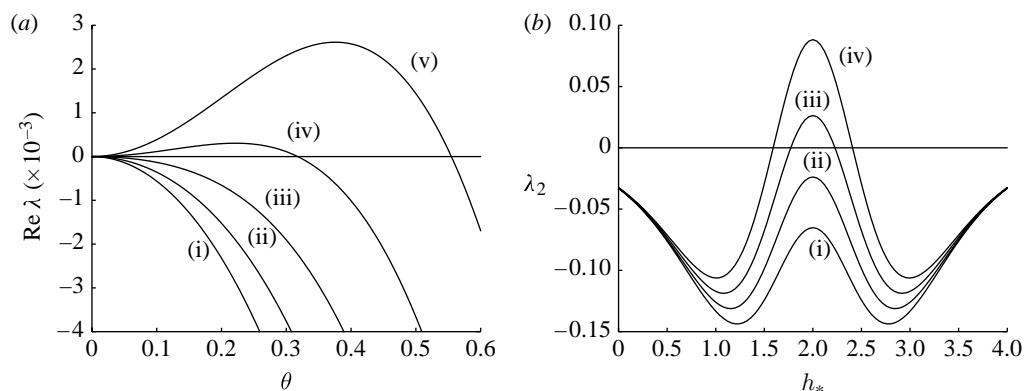 (a)
3
2
1
0
−1
−2
−3
−4
Re λ (× 10⁻³)
(v)
(iv)
(iii)
(ii)
(i)
0 0.1 0.2 0.3 0.4 0.5 0.6
θ
(b)
0.10
0.05
0
−0.05
−0.10
−0.15
λ₂
(iv)
(iii)
(ii)
(i)
0 1.0 1.5 2.0 2.5 3.0 3.5 4.0
h*